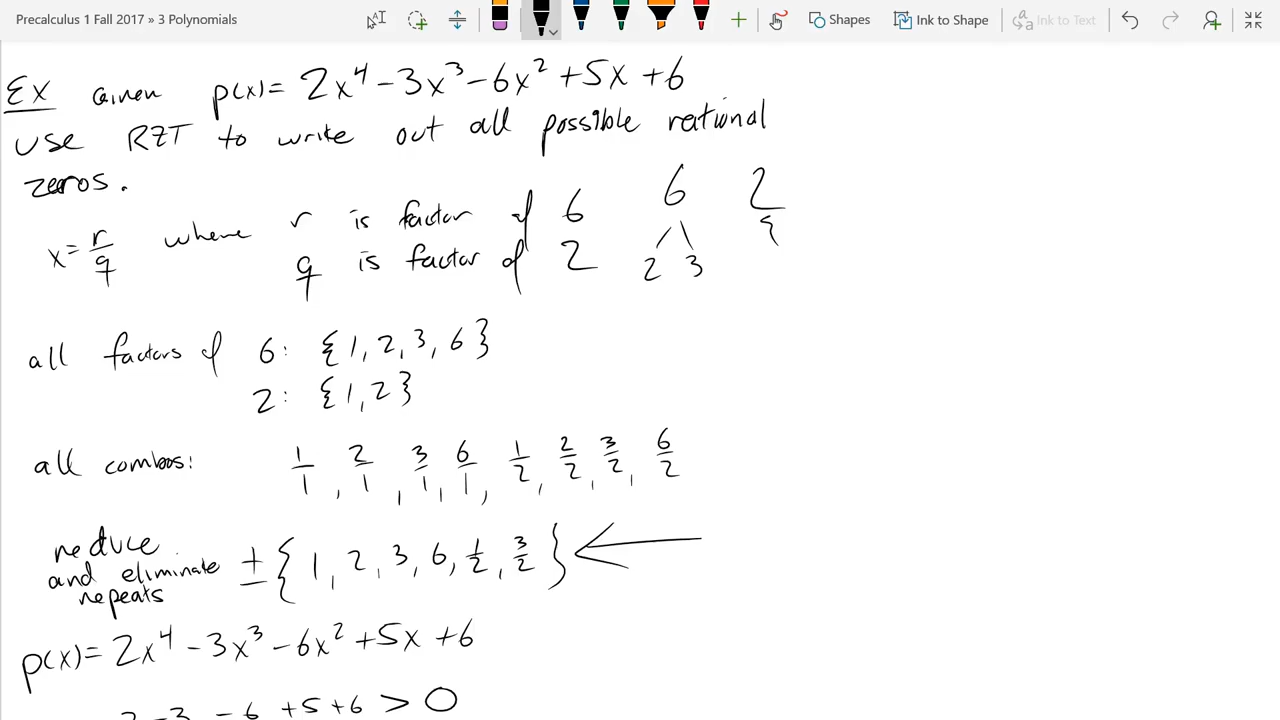 Precalculus 1 Fall 2017 » 3 Polynomials
Shapes Ink to Shape Ink to Text
Ex Given p(x) = 2x⁴ - 3x³ - 6x² + 5x + 6
use RZT to write out all possible rational
zeros.
x = r/q where r is factor of 6
q is factor of 2
6
2 3
2
all factors of 6: {1, 2, 3, 6}
2: {1, 2}
all combos: 1/1, 2/1, 3/1, 6/1, 1/2, 2/2, 3/2, 6/2
reduce
and eliminate
repeats
± {1, 2, 3, 6, 1/2, 3/2}
p(x) = 2x⁴ - 3x³ - 6x² + 5x + 6
2 - 3 - 6 + 5 + 6 > 0